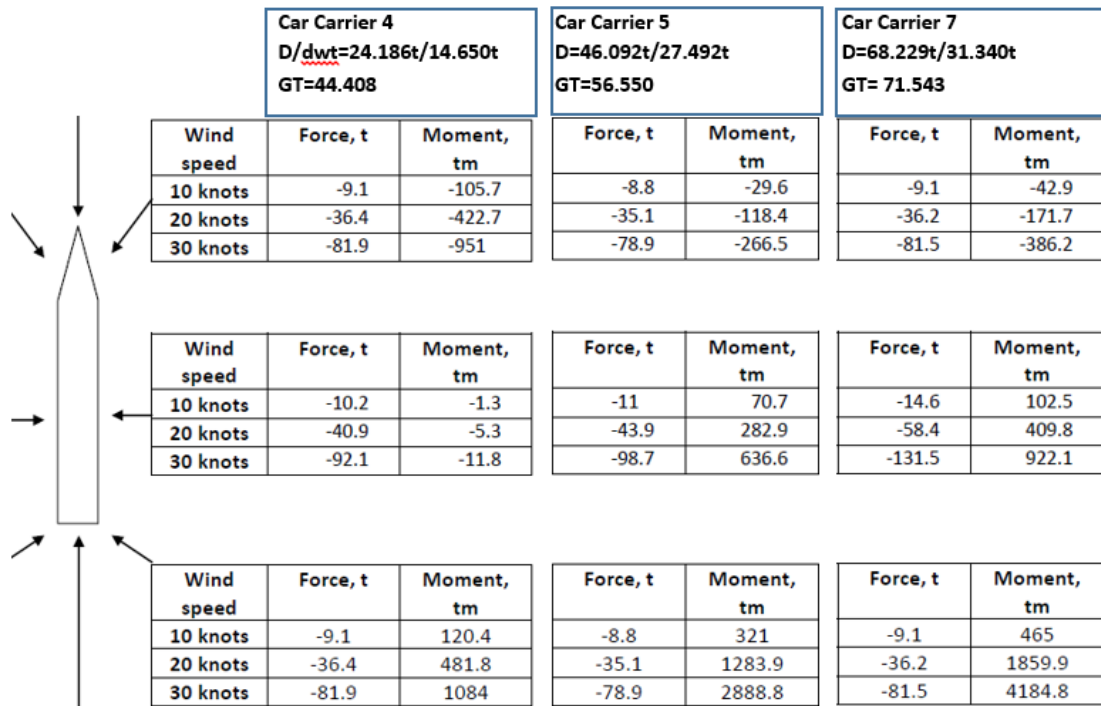 Car Carrier 4
D/dwt=24.186t/14.650t
GT=44.408
Car Carrier 5
D=46.092t/27.492t
GT=56.550
Car Carrier 7
D=68.229t/31.340t
GT= 71.543
Wind speed Force, t Moment, tm Force, t Moment, tm Force, t Moment, tm
10 knots -9.1 -105.7 -8.8 -29.6 -9.1 -42.9
20 knots -36.4 -422.7 -35.1 -118.4 -36.2 -171.7
30 knots -81.9 -951 -78.9 -266.5 -81.5 -386.2
Wind speed Force, t Moment, tm Force, t Moment, tm Force, t Moment, tm
10 knots -10.2 -1.3 -11 70.7 -14.6 102.5
20 knots -40.9 -5.3 -43.9 282.9 -58.4 409.8
30 knots -92.1 -11.8 -98.7 636.6 -131.5 922.1
Wind speed Force, t Moment, tm Force, t Moment, tm Force, t Moment, tm
10 knots -9.1 120.4 -8.8 321 -9.1 465
20 knots -36.4 481.8 -35.1 1283.9 -36.2 1859.9
30 knots -81.9 1084 -78.9 2888.8 -81.5 4184.8